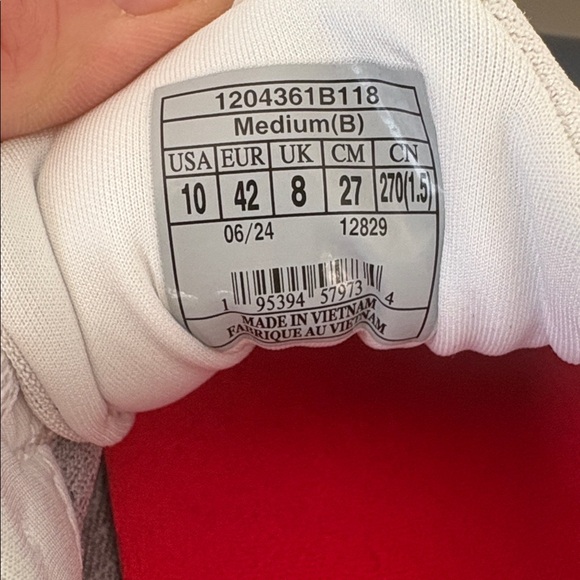 1204361B118
Medium(B)
USA EUR UK CM CN
10 42 8 27 270(1.5)
06/24 12829
1 95394 57973 4
MADE IN VIETNAM
FABRIQUE AU VIETNAM